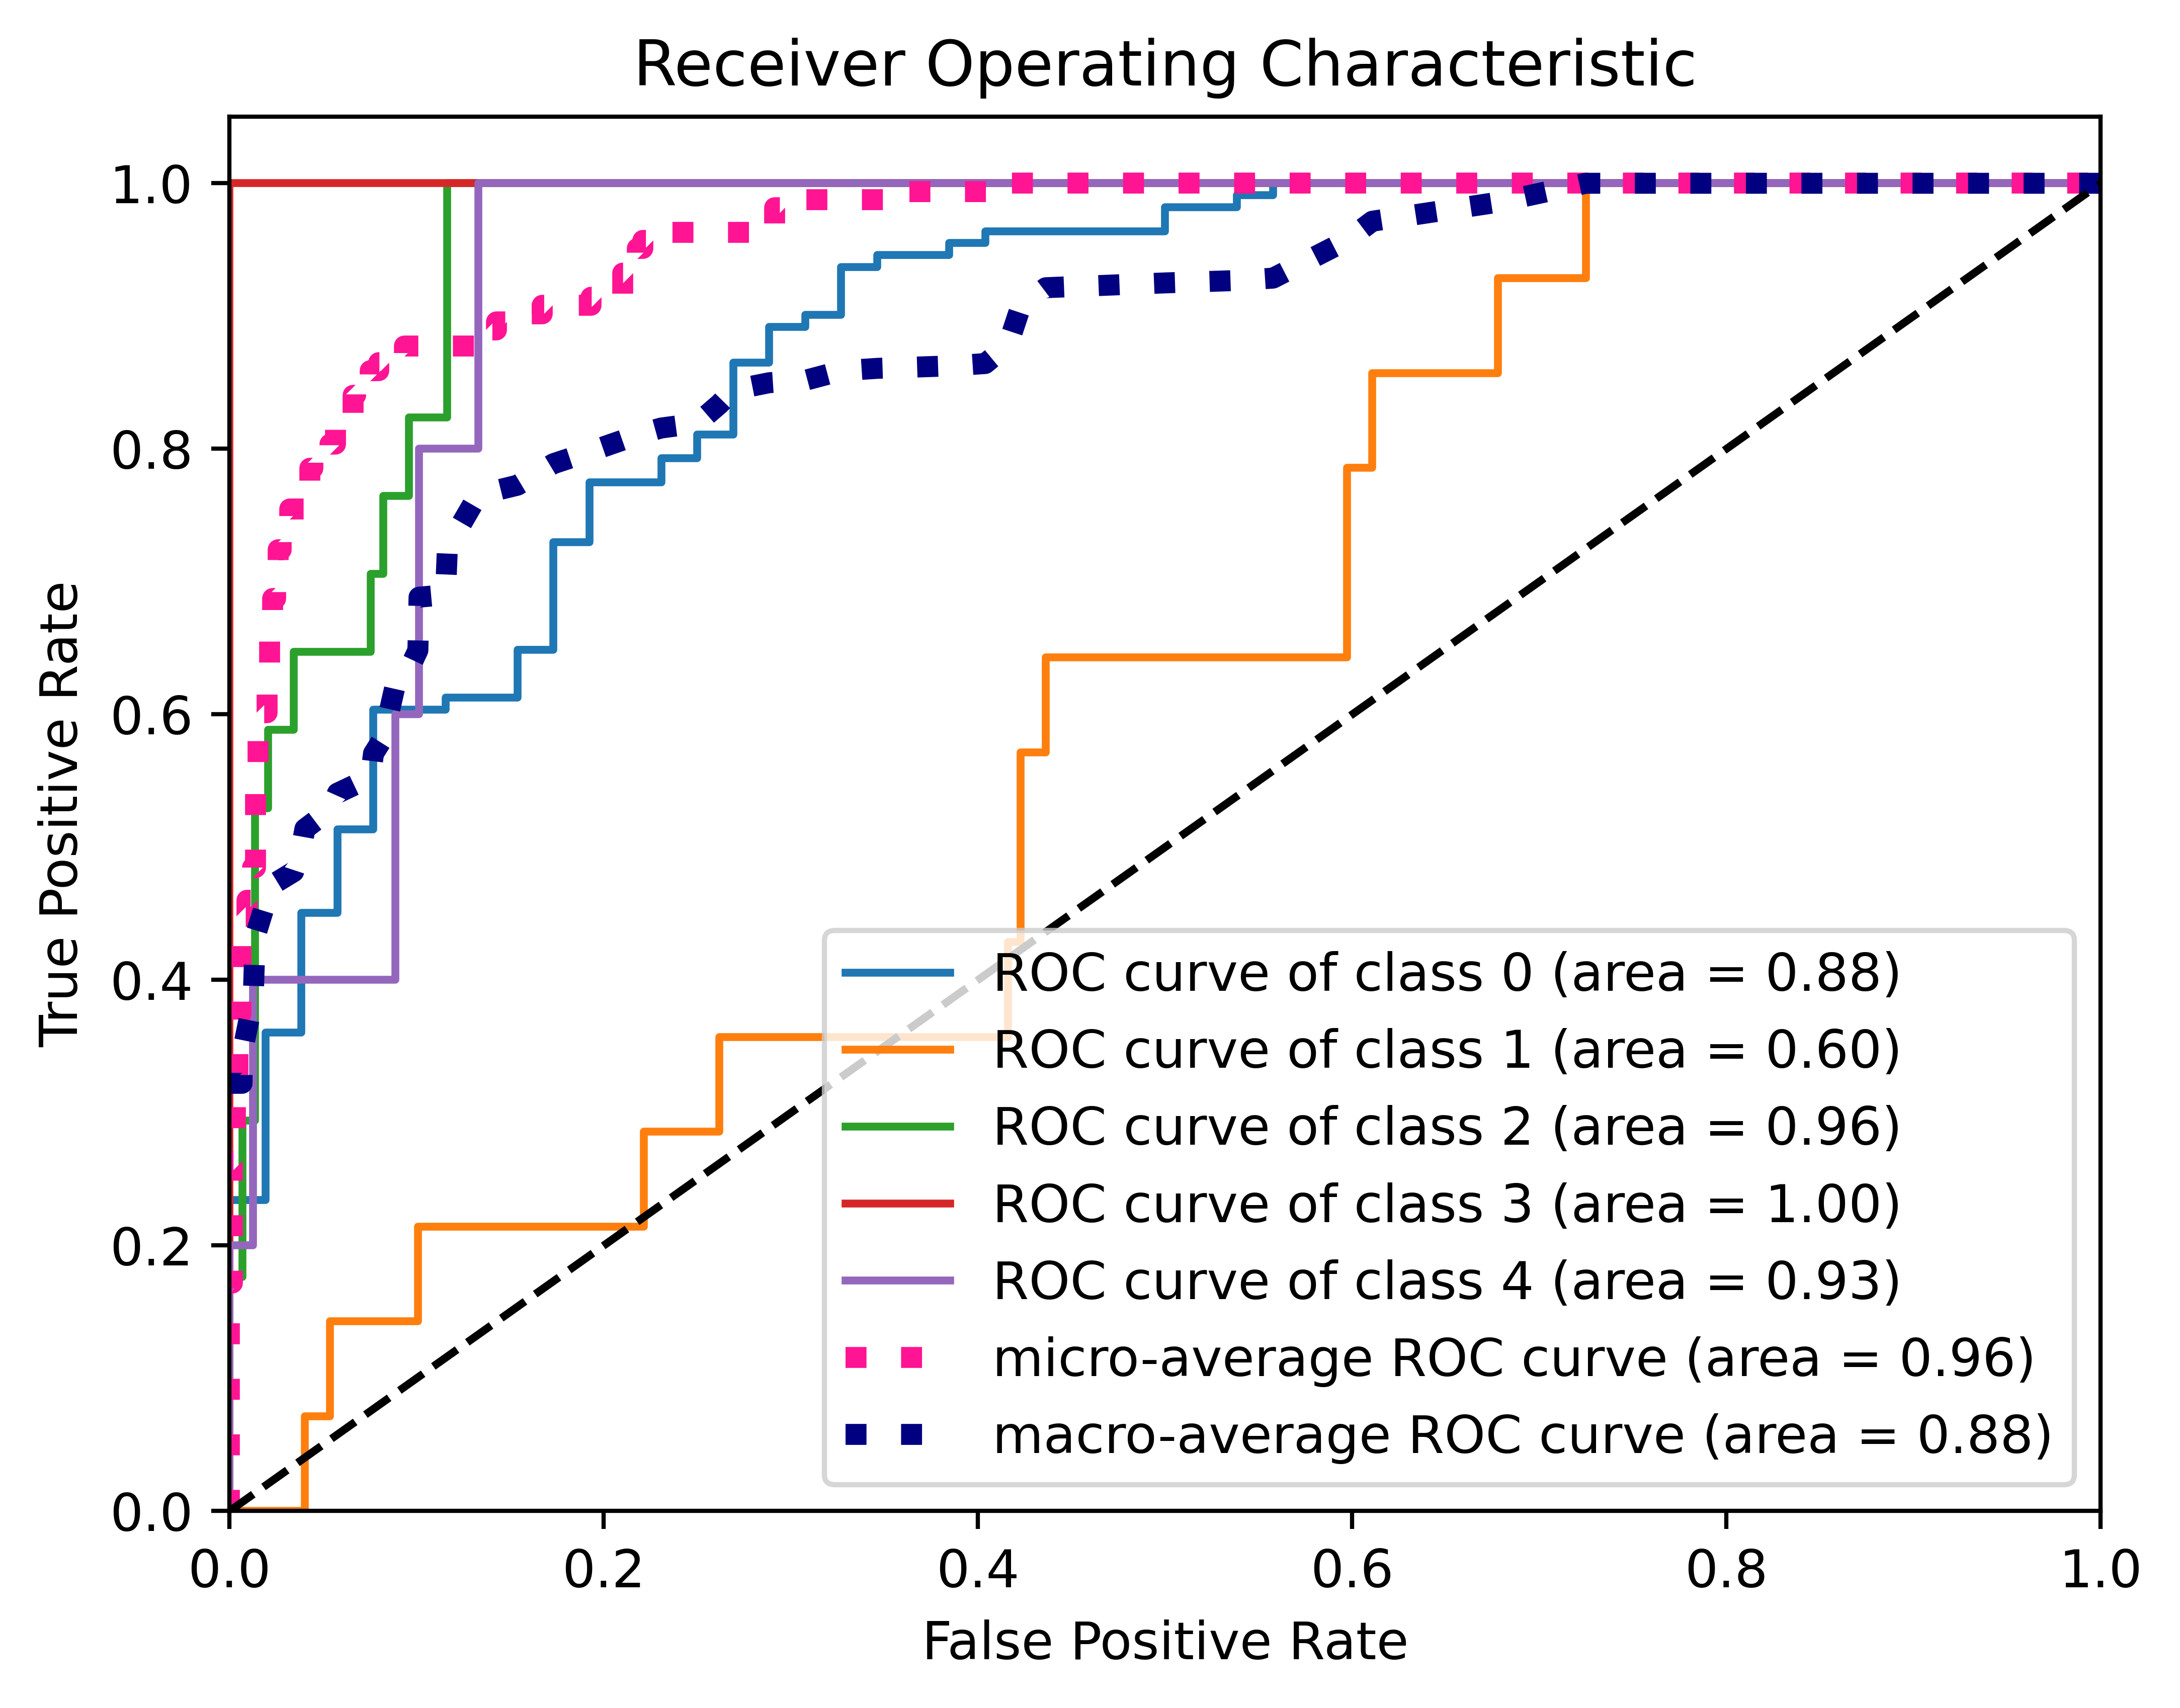 Receiver Operating Characteristic
1.0
0.8
0.6
0.4
0.2
0.0
True Positive Rate
ROC curve of class 0 (area = 0.88)
ROC curve of class 1 (area = 0.60)
ROC curve of class 2 (area = 0.96)
ROC curve of class 3 (area = 1.00)
ROC curve of class 4 (area = 0.93)
micro-average ROC curve (area = 0.96)
macro-average ROC curve (area = 0.88)
0.0 0.2 0.4 0.6 0.8 1.0
False Positive Rate